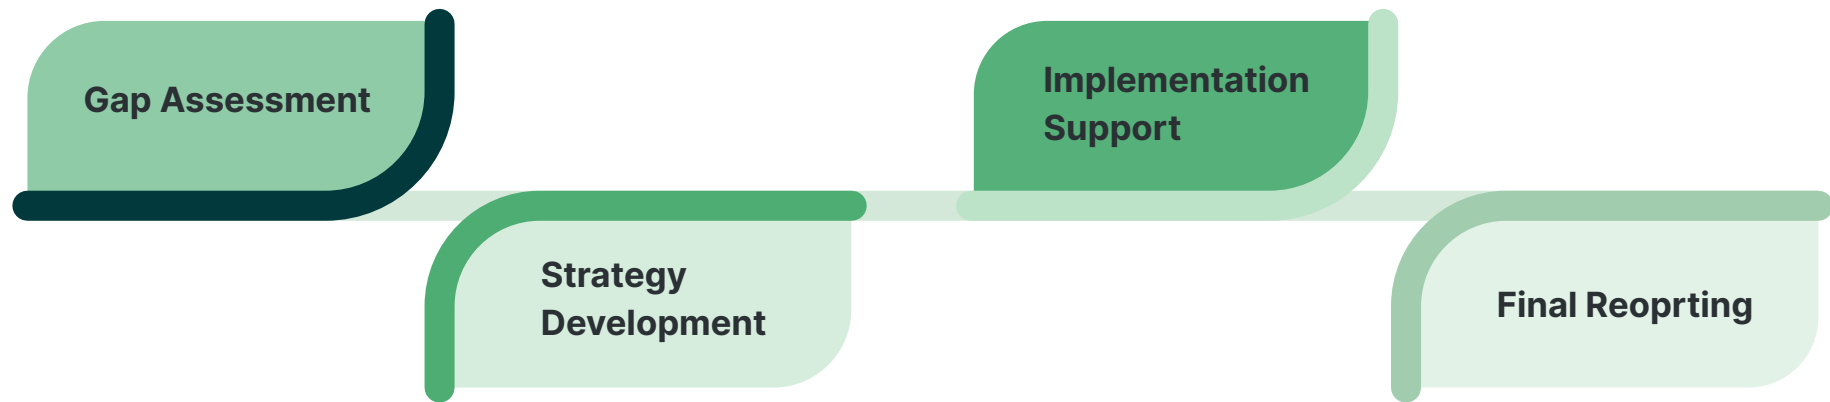 Gap Assessment
Strategy
Development
Implementation
Support
Final Reoprting